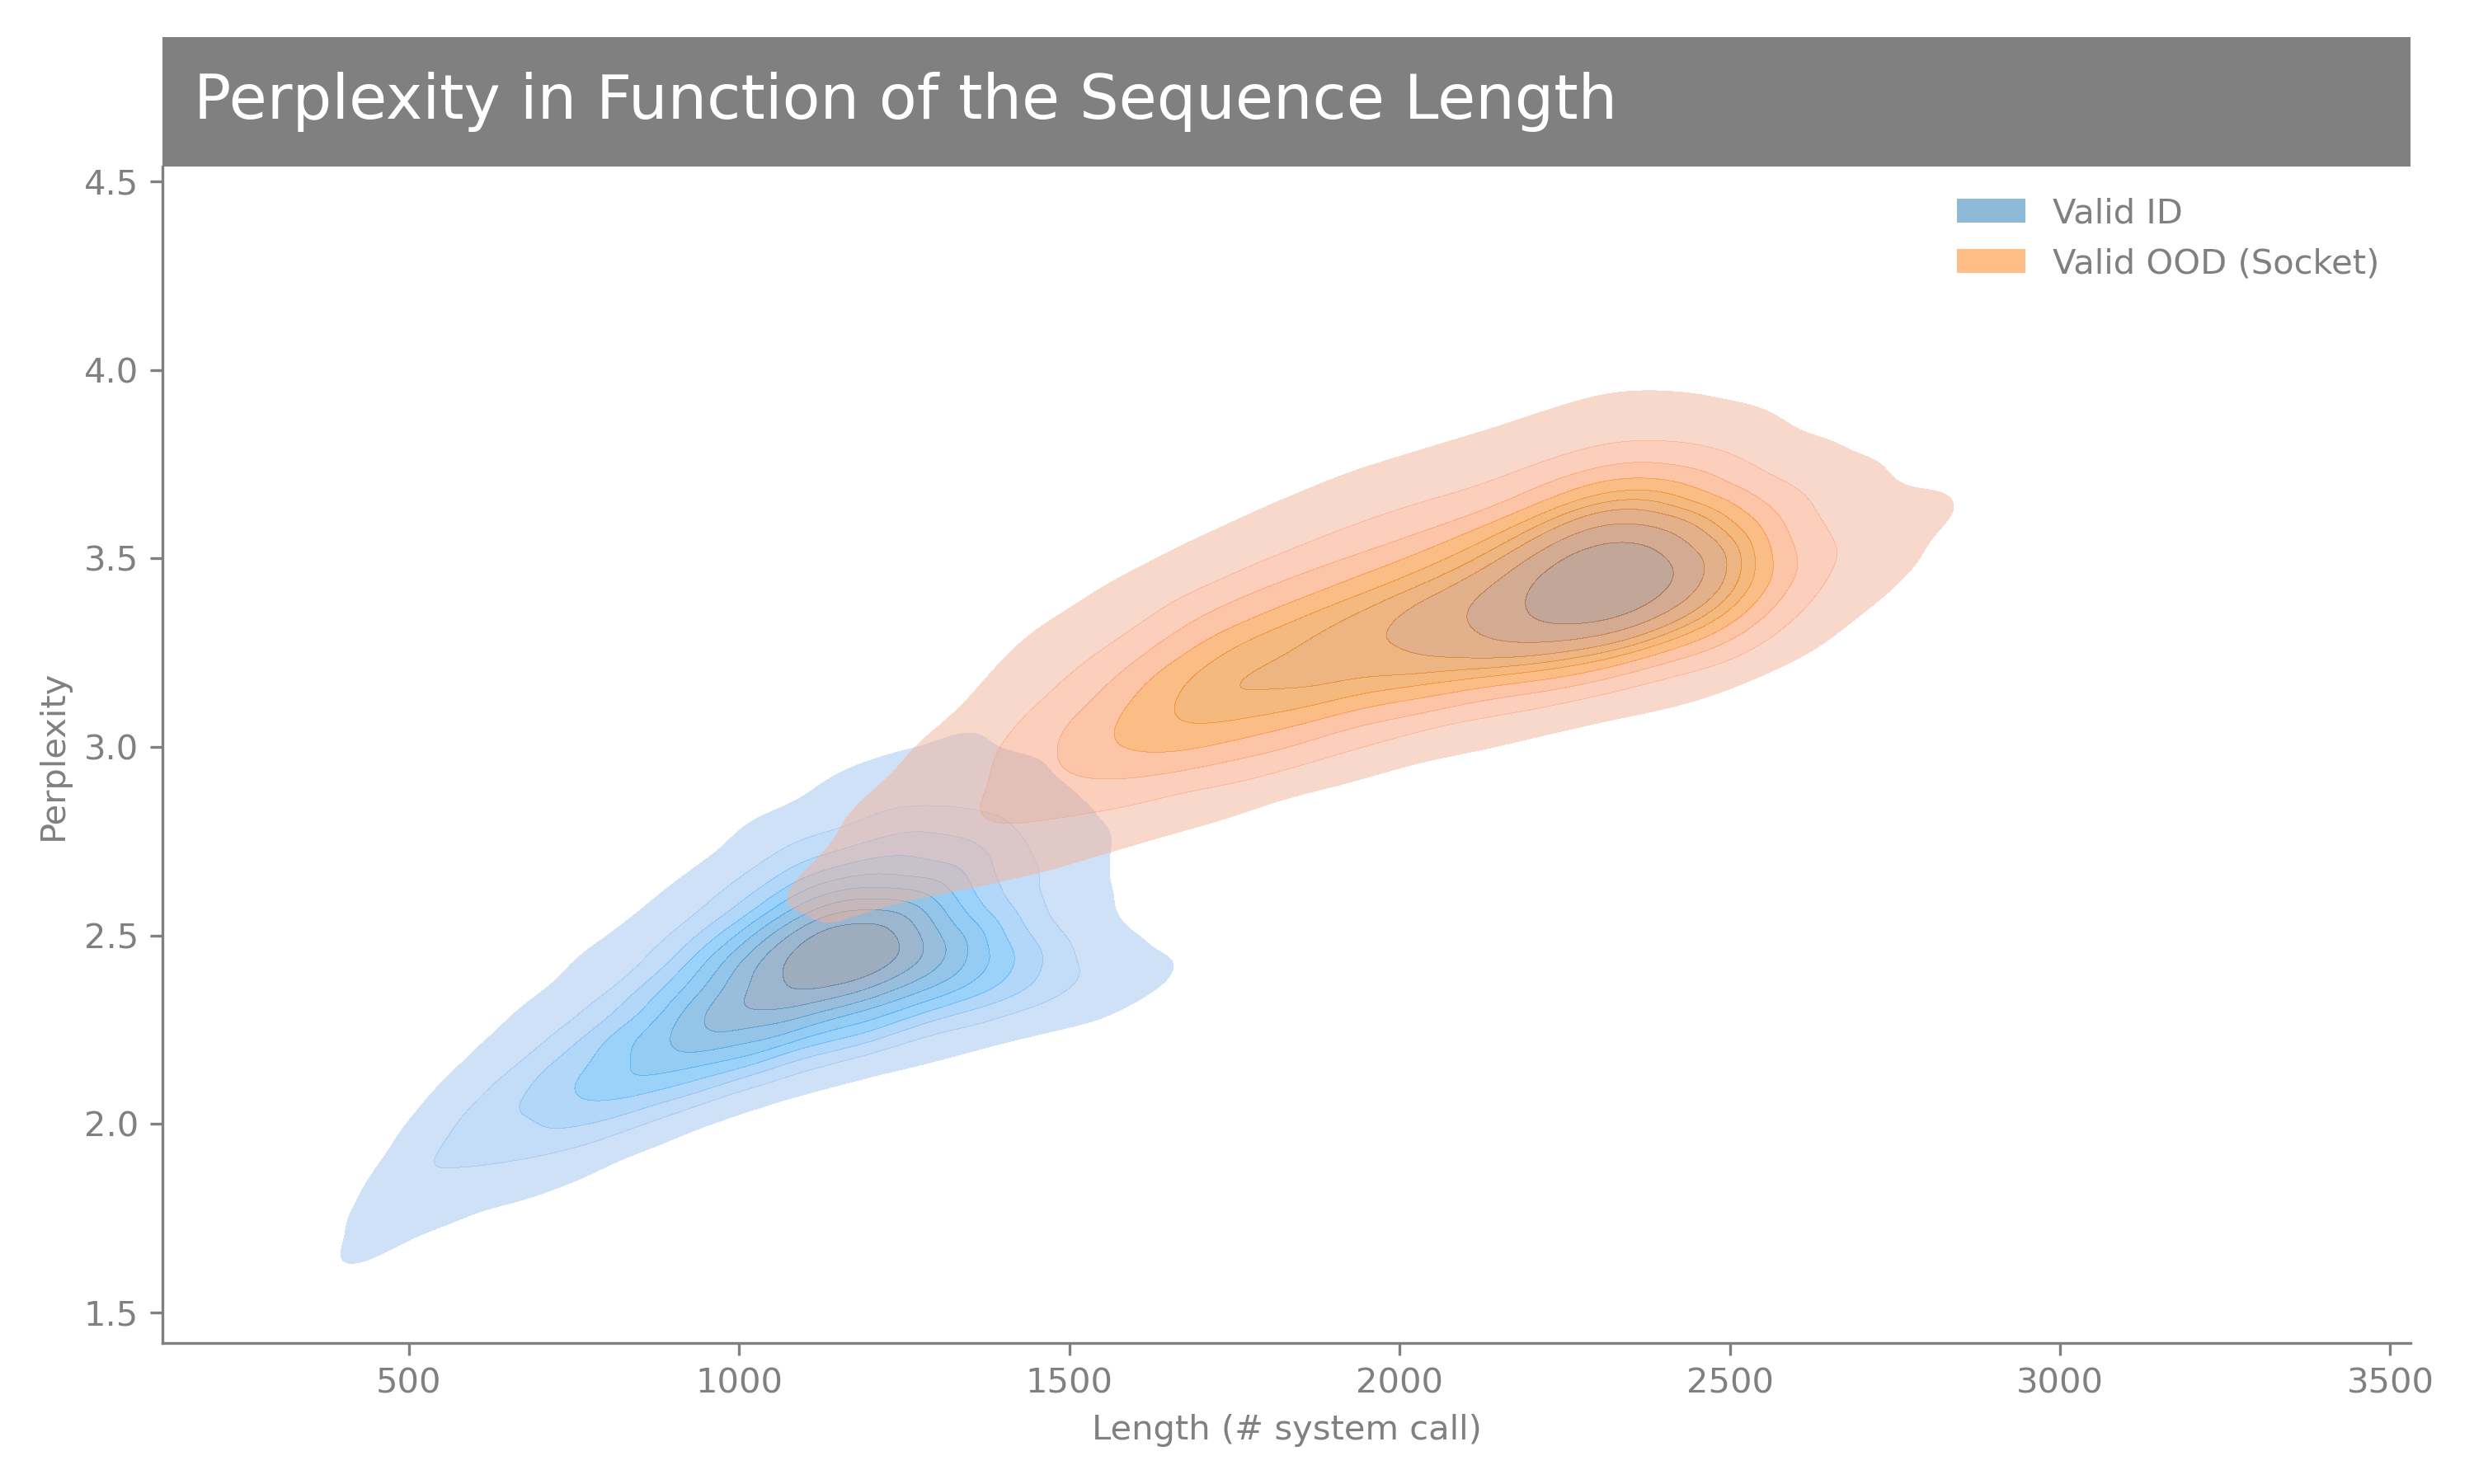 Perplexity in Function of the Sequence Length
Valid ID
Valid OOD (Socket)
4.5
4.0
3.5
3.0
2.5
2.0
1.5
Perplexity
500 1000 1500 2000 2500 3000 3500
Length (# system call)